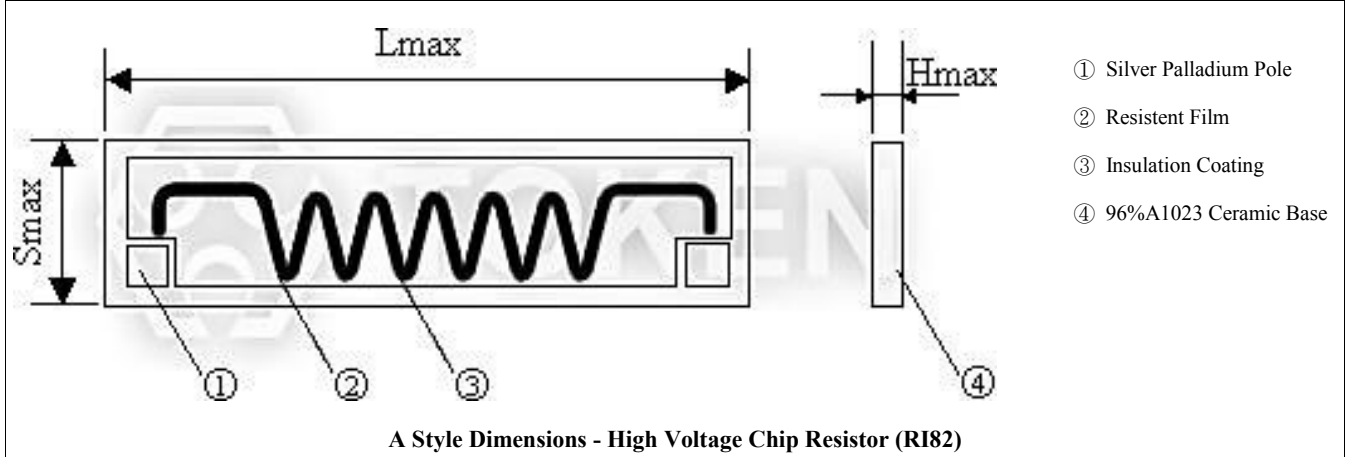 Lmax
Hmax
Smax
TOKEN
① Silver Palladium Pole
② Resistent Film
③ Insulation Coating
④ 96%A1023 Ceramic Base
① ② ③ ④
A Style Dimensions - High Voltage Chip Resistor (RI82)